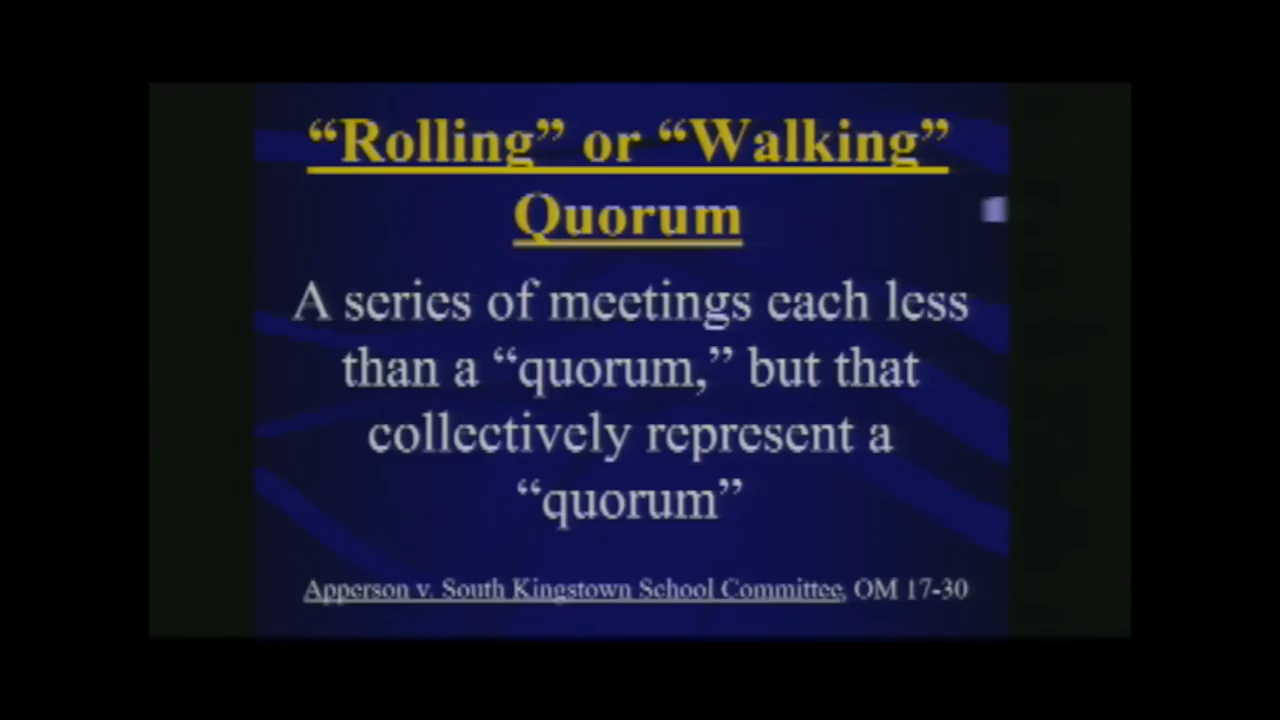 “Rolling” or “Walking”
Quorum
A series of meetings each less
than a “quorum,” but that
collectively represent a
“quorum”
Apperson v. South Kingstown School Committee, OM 17-30